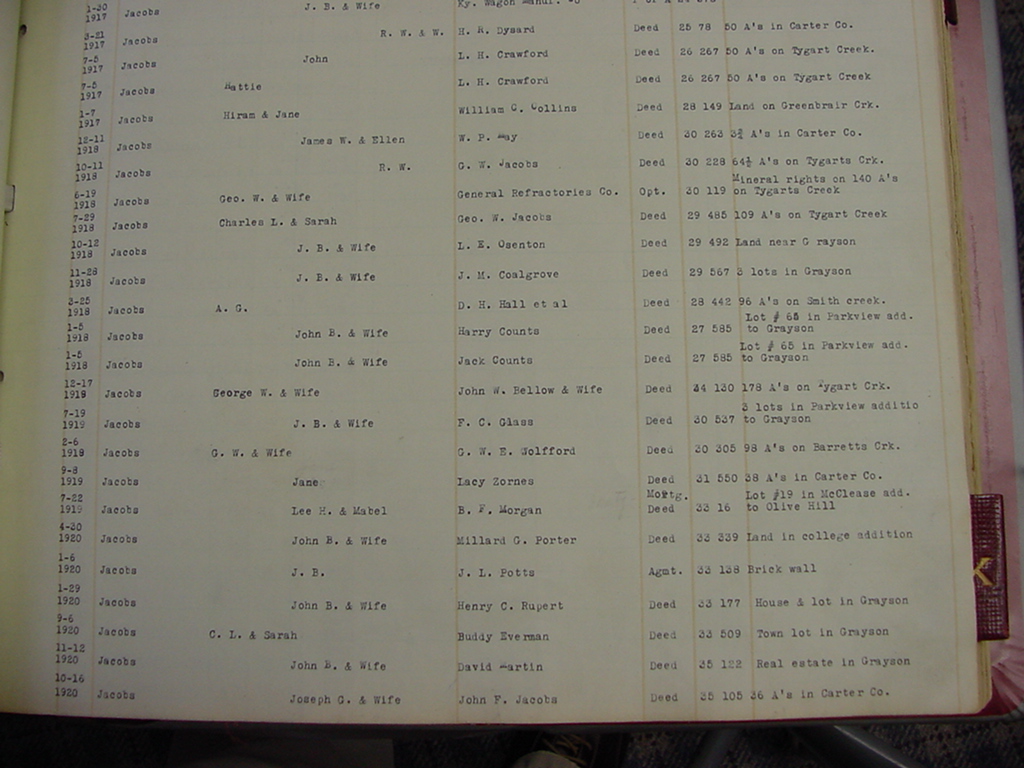 1-30
1917 Jacobs J. B. & Wife Ky. Wagon Manuf. Co
3-21
1917 Jacobs R. W. & W. H. R. Dysard Deed 25 78 50 A's in Carter Co.
7-5
1917 Jacobs John L. H. Crawford Deed 26 267 50 A's on Tygart Creek.
7-5
1917 Jacobs Hattie L. H. Crawford Deed 26 267 50 A's on Tygart Creek
1-7
1917 Jacobs Hiram & Jane William C. Collins Deed 28 149 Land on Greenbrair Crk.
12-11
1918 Jacobs James W. & Ellen W. P. May Deed 30 263 3¾ A's in Carter Co.
10-11
1918 Jacobs R. W. G. W. Jacobs Deed 30 228 64½ A's on Tygarts Crk.
Mineral rights on 140 A's
6-19
1918 Jacobs Geo. W. & Wife General Refractories Co. Opt. 30 119 on Tygarts Creek
7-29
1918 Jacobs Charles L. & Sarah Geo. W. Jacobs Deed 29 485 109 A's on Tygart Creek
10-12
1918 Jacobs J. B. & Wife L. E. Osenton Deed 29 492 Land near G rayson
11-28
1918 Jacobs J. B. & Wife J. M. Coalgrove Deed 29 567 3 lots in Grayson
3-25
1918 Jacobs A. G. D. H. Hall et al Deed 28 442 96 A's on Smith creek.
Lot # 65 in Parkview add.
1-5
1918 Jacobs John B. & Wife Harry Counts Deed 27 585 to Grayson
Lot # 65 in Parkview add.
1-5
1918 Jacobs John B. & Wife Jack Counts Deed 27 585 to Grayson
12-17
1919 Jacobs George W. & Wife John W. Bellow & Wife Deed 34 130 178 A's on Tygart Crk.
3 lots in Parkview additio
7-19
1919 Jacobs J. B. & Wife F. C. Glass Deed 30 537 to Grayson
2-6
1918 Jacobs G. W. & Wife G. W. E. Wolfford Deed 30 305 98 A's on Barretts Crk.
9-8
1919 Jacobs Jane Lacy Zornes Deed 31 550 38 A's in Carter Co.
7-22 Mortg. Lot #19 in McClease add.
1919 Jacobs Lee H. & Mabel B. F. Morgan Deed 33 16 to Olive Hill
4-30
1920 Jacobs John B. & Wife Millard G. Porter Deed 33 339 Land in college addition
1-6
1920 Jacobs J. B. J. L. Potts Agmt. 33 138 Brick wall
1-29
1920 Jacobs John B. & Wife Henry C. Rupert Deed 33 177 House & lot in Grayson
9-6
1920 Jacobs C. L. & Sarah Buddy Everman Deed 33 509 Town lot in Grayson
11-12
1920 Jacobs John B. & Wife David Martin Deed 35 122 Real estate in Grayson
10-16
1920 Jacobs Joseph G. & Wife John F. Jacobs Deed 35 105 36 A's in Carter Co.